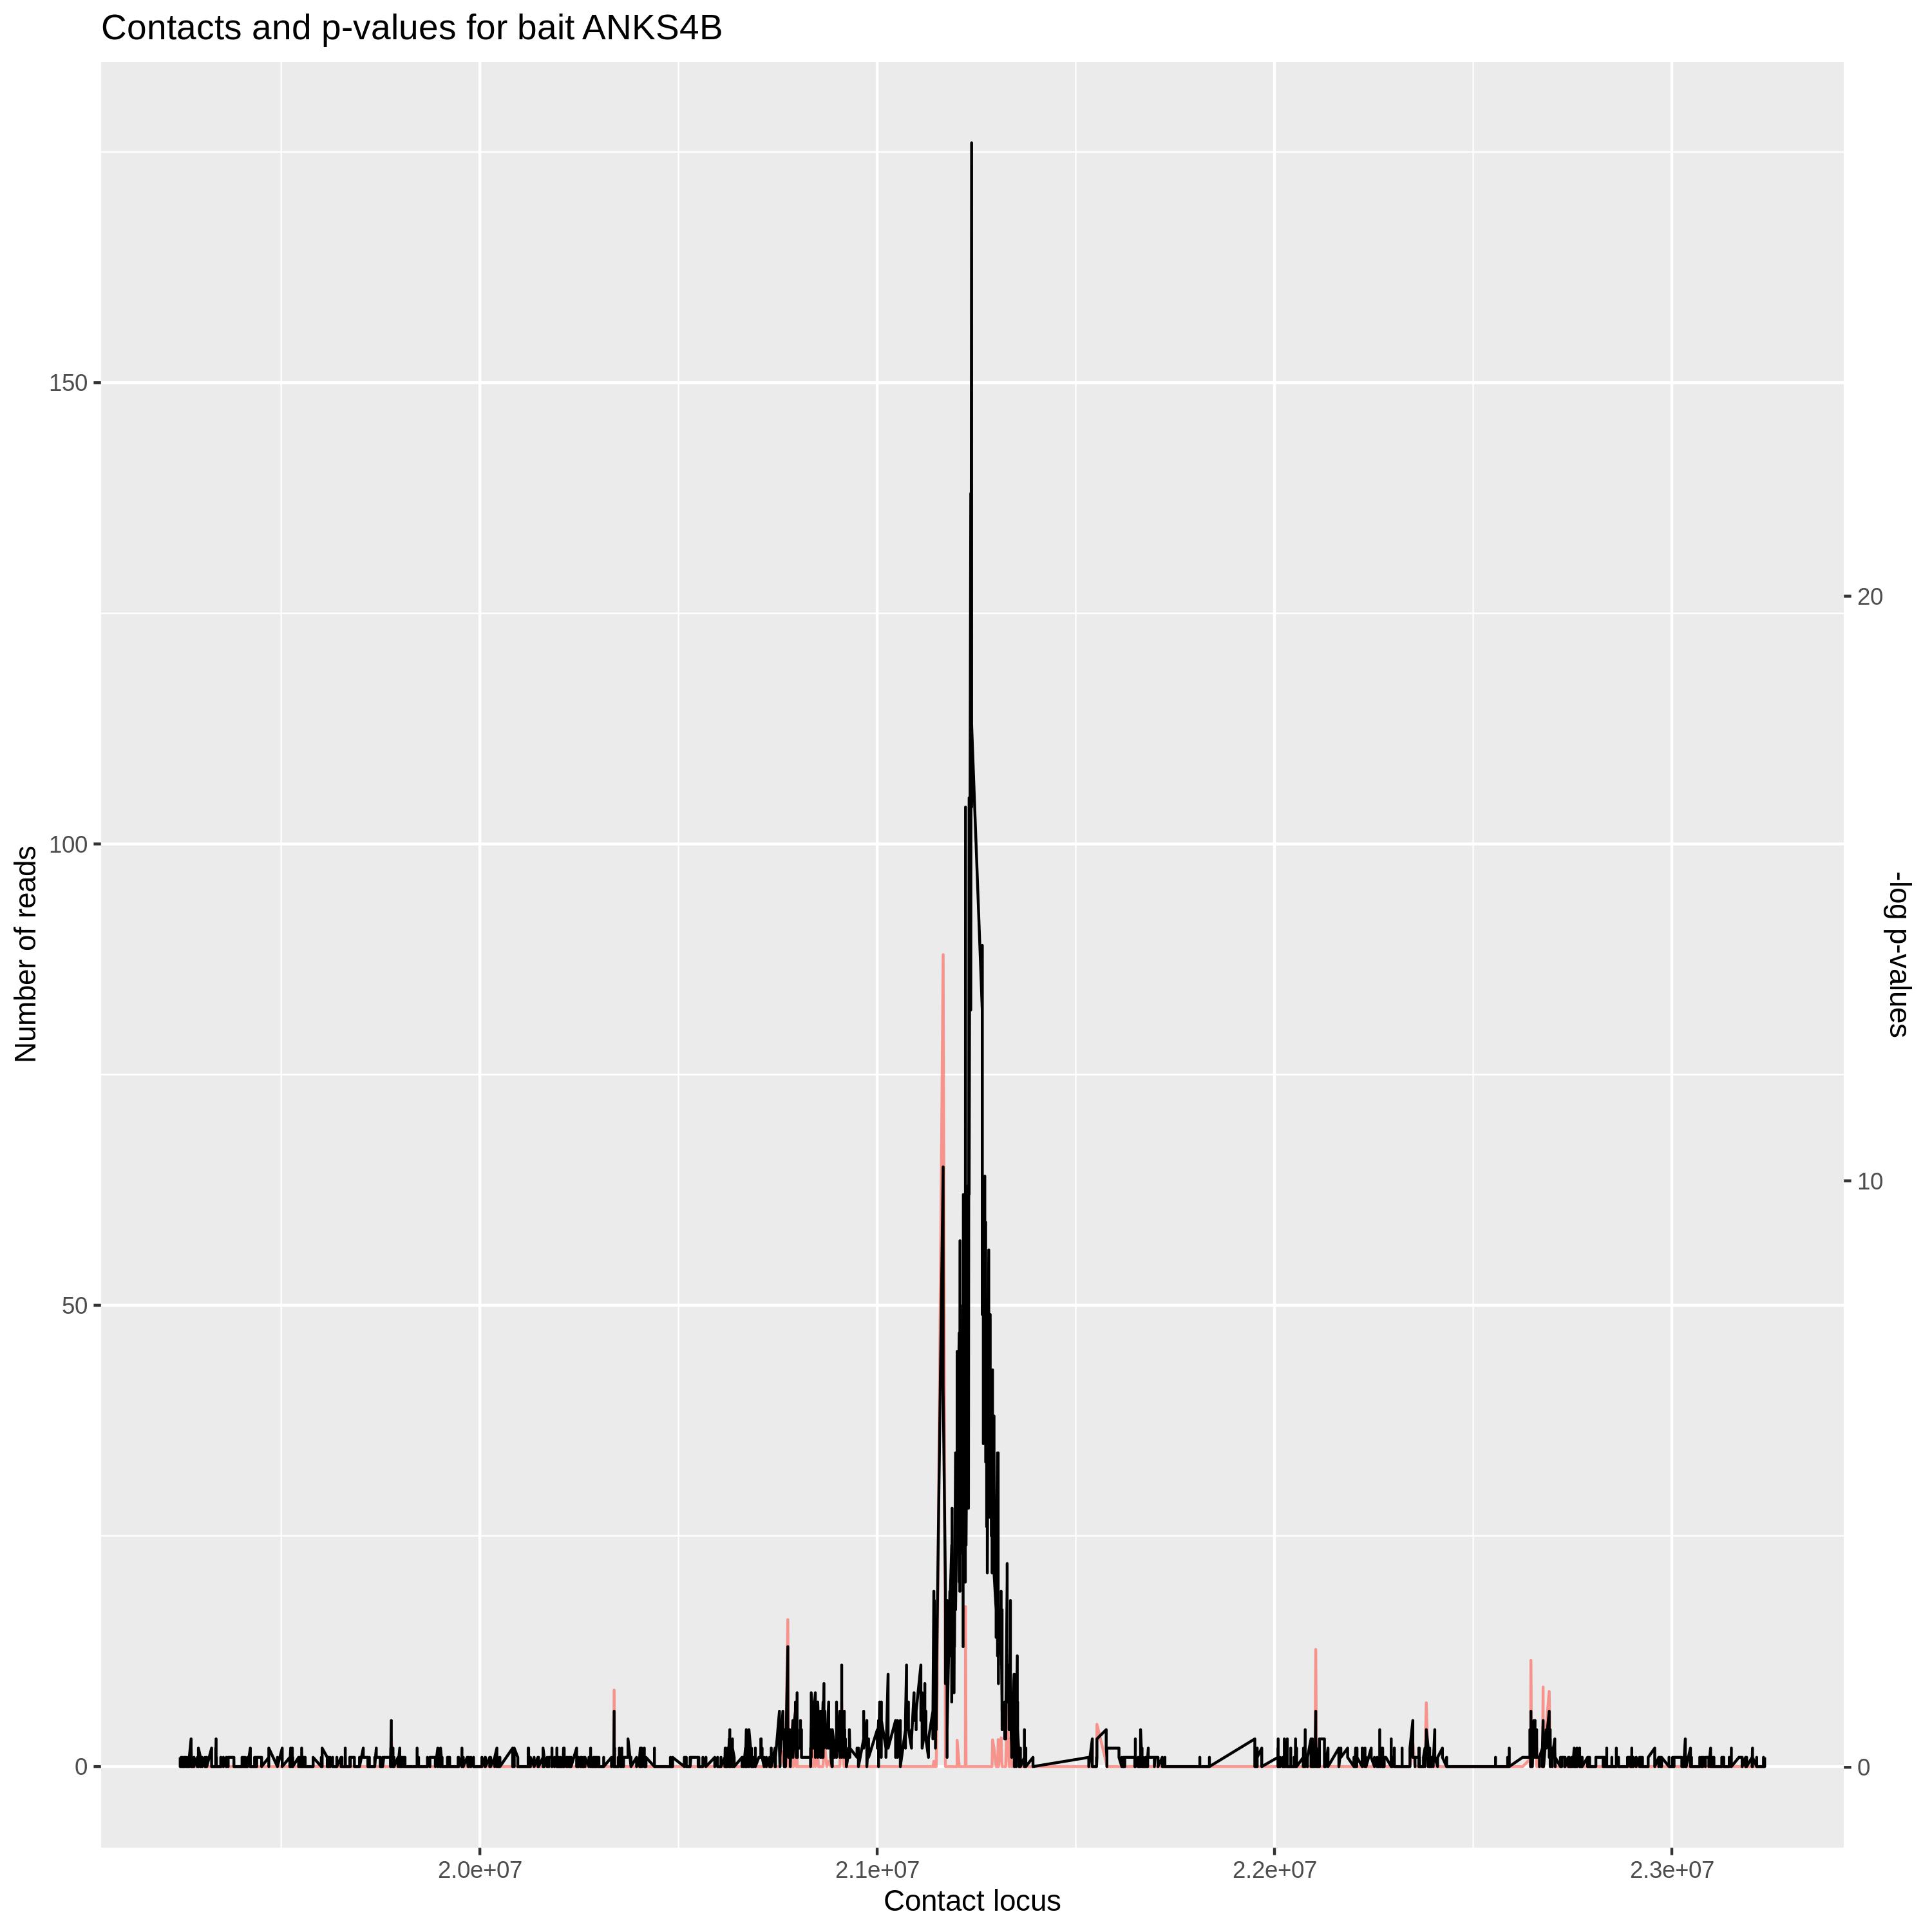 Contacts and p-values for bait ANKS4B
Number of reads
150
100
50
0
20
10
0
-log p-values
2.0e+07
2.1e+07
2.2e+07
2.3e+07
Contact locus